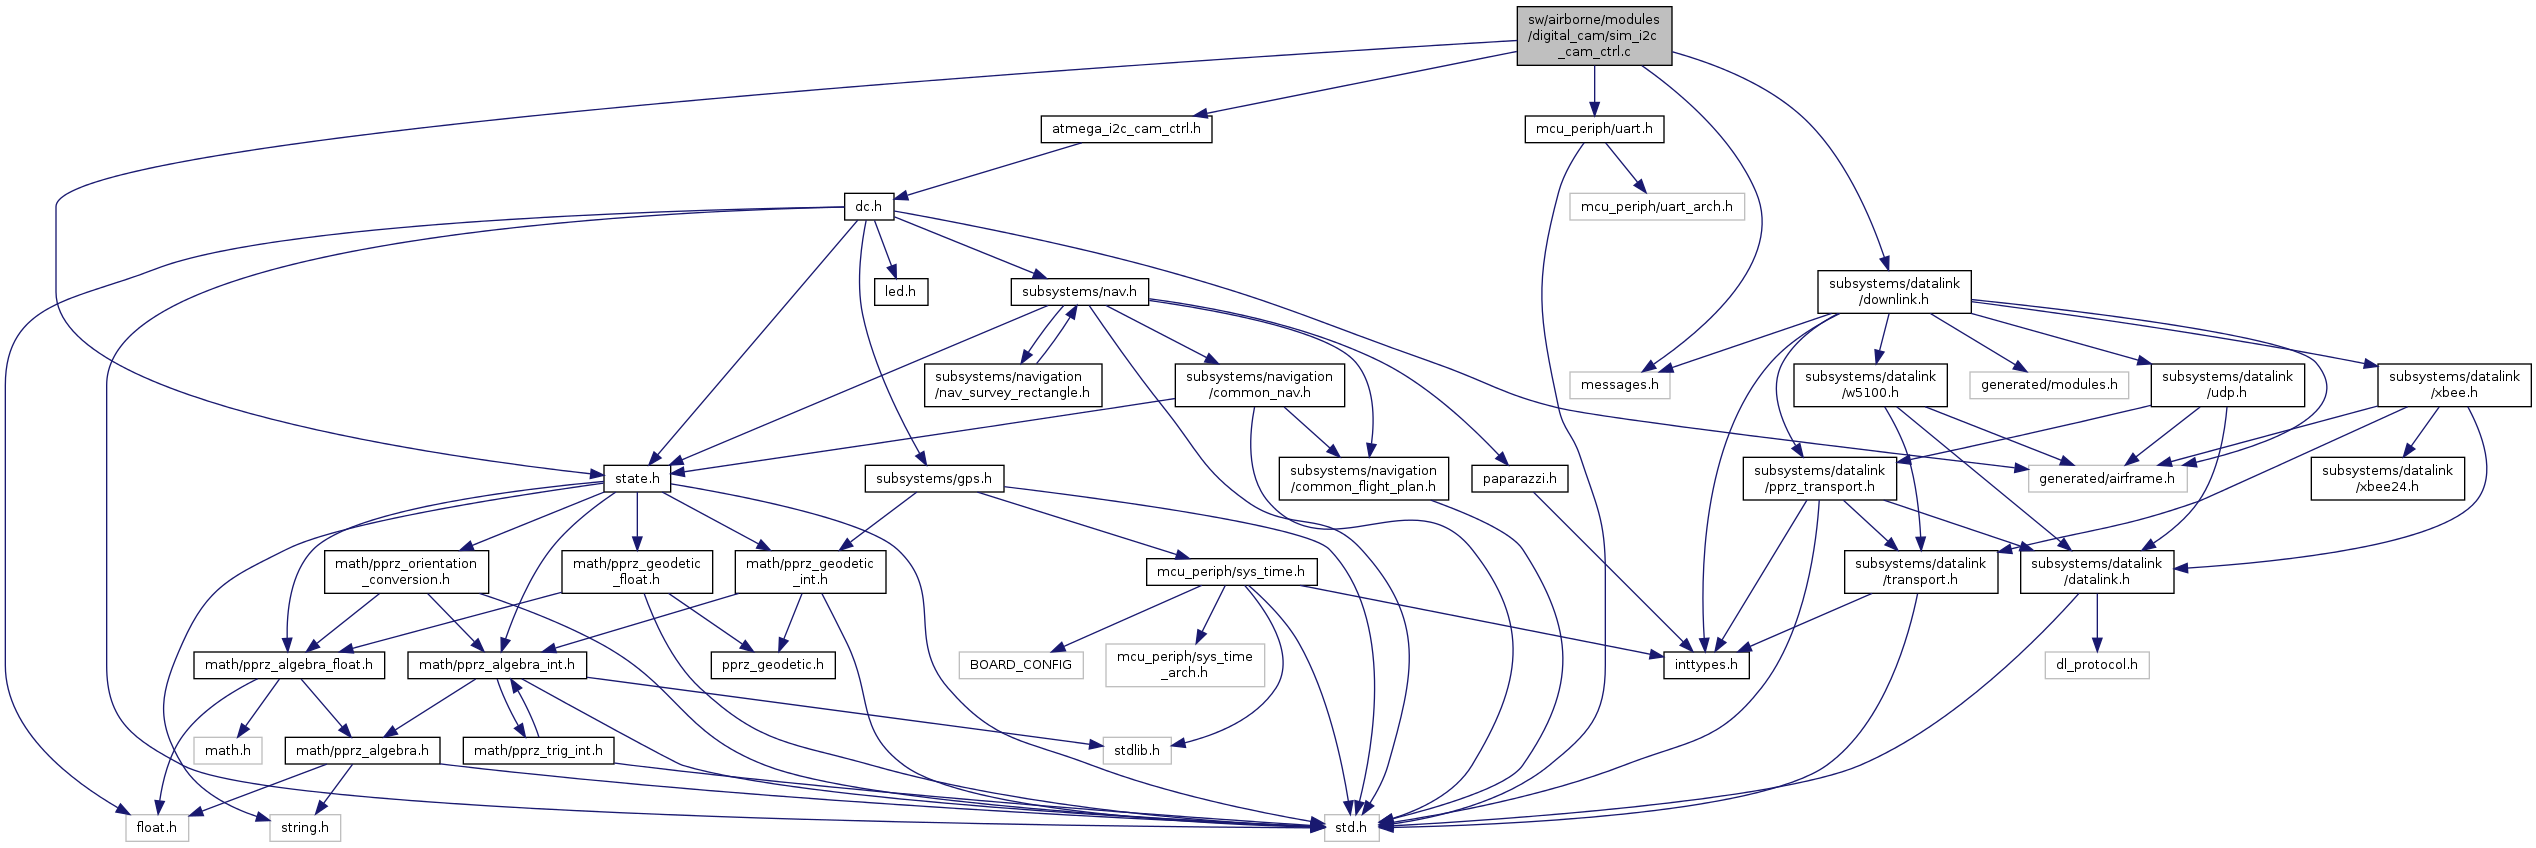 sw/airborne/modules
/digital_cam/sim_i2c
_cam_ctrl.c
atmega_i2c_cam_ctrl.h
mcu_periph/uart.h
dc.h
mcu_periph/uart_arch.h
led.h
subsystems/nav.h
subsystems/datalink
/downlink.h
subsystems/navigation
/nav_survey_rectangle.h
subsystems/navigation
/common_nav.h
messages.h
subsystems/datalink
/w5100.h
generated/modules.h
subsystems/datalink
/udp.h
subsystems/datalink
/xbee.h
state.h
subsystems/gps.h
subsystems/navigation
/common_flight_plan.h
paparazzi.h
subsystems/datalink
/pprz_transport.h
generated/airframe.h
subsystems/datalink
/xbee24.h
math/pprz_orientation
_conversion.h
math/pprz_geodetic
_float.h
math/pprz_geodetic
_int.h
mcu_periph/sys_time.h
subsystems/datalink
/transport.h
subsystems/datalink
/datalink.h
math/pprz_algebra_float.h
math/pprz_algebra_int.h
pprz_geodetic.h
BOARD_CONFIG
mcu_periph/sys_time
_arch.h
inttypes.h
dl_protocol.h
math.h
math/pprz_algebra.h
math/pprz_trig_int.h
stdlib.h
float.h
string.h
std.h